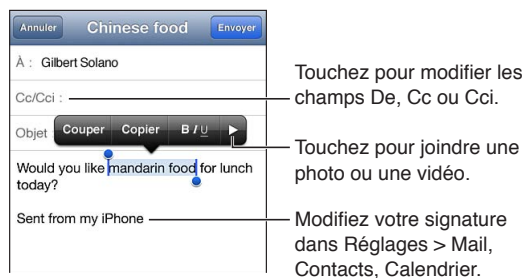 Annuler Chinese food Envoyer
À : Gilbert Solano
Cc/Cci :
Objet
Couper Copier B I U
Would you like mandarin food for lunch
today?
Sent from my iPhone
Touchez pour modifier les
champs De, Cc ou Cci.
Touchez pour joindre une
photo ou une vidéo.
Modifiez votre signature
dans Réglages > Mail,
Contacts, Calendrier.